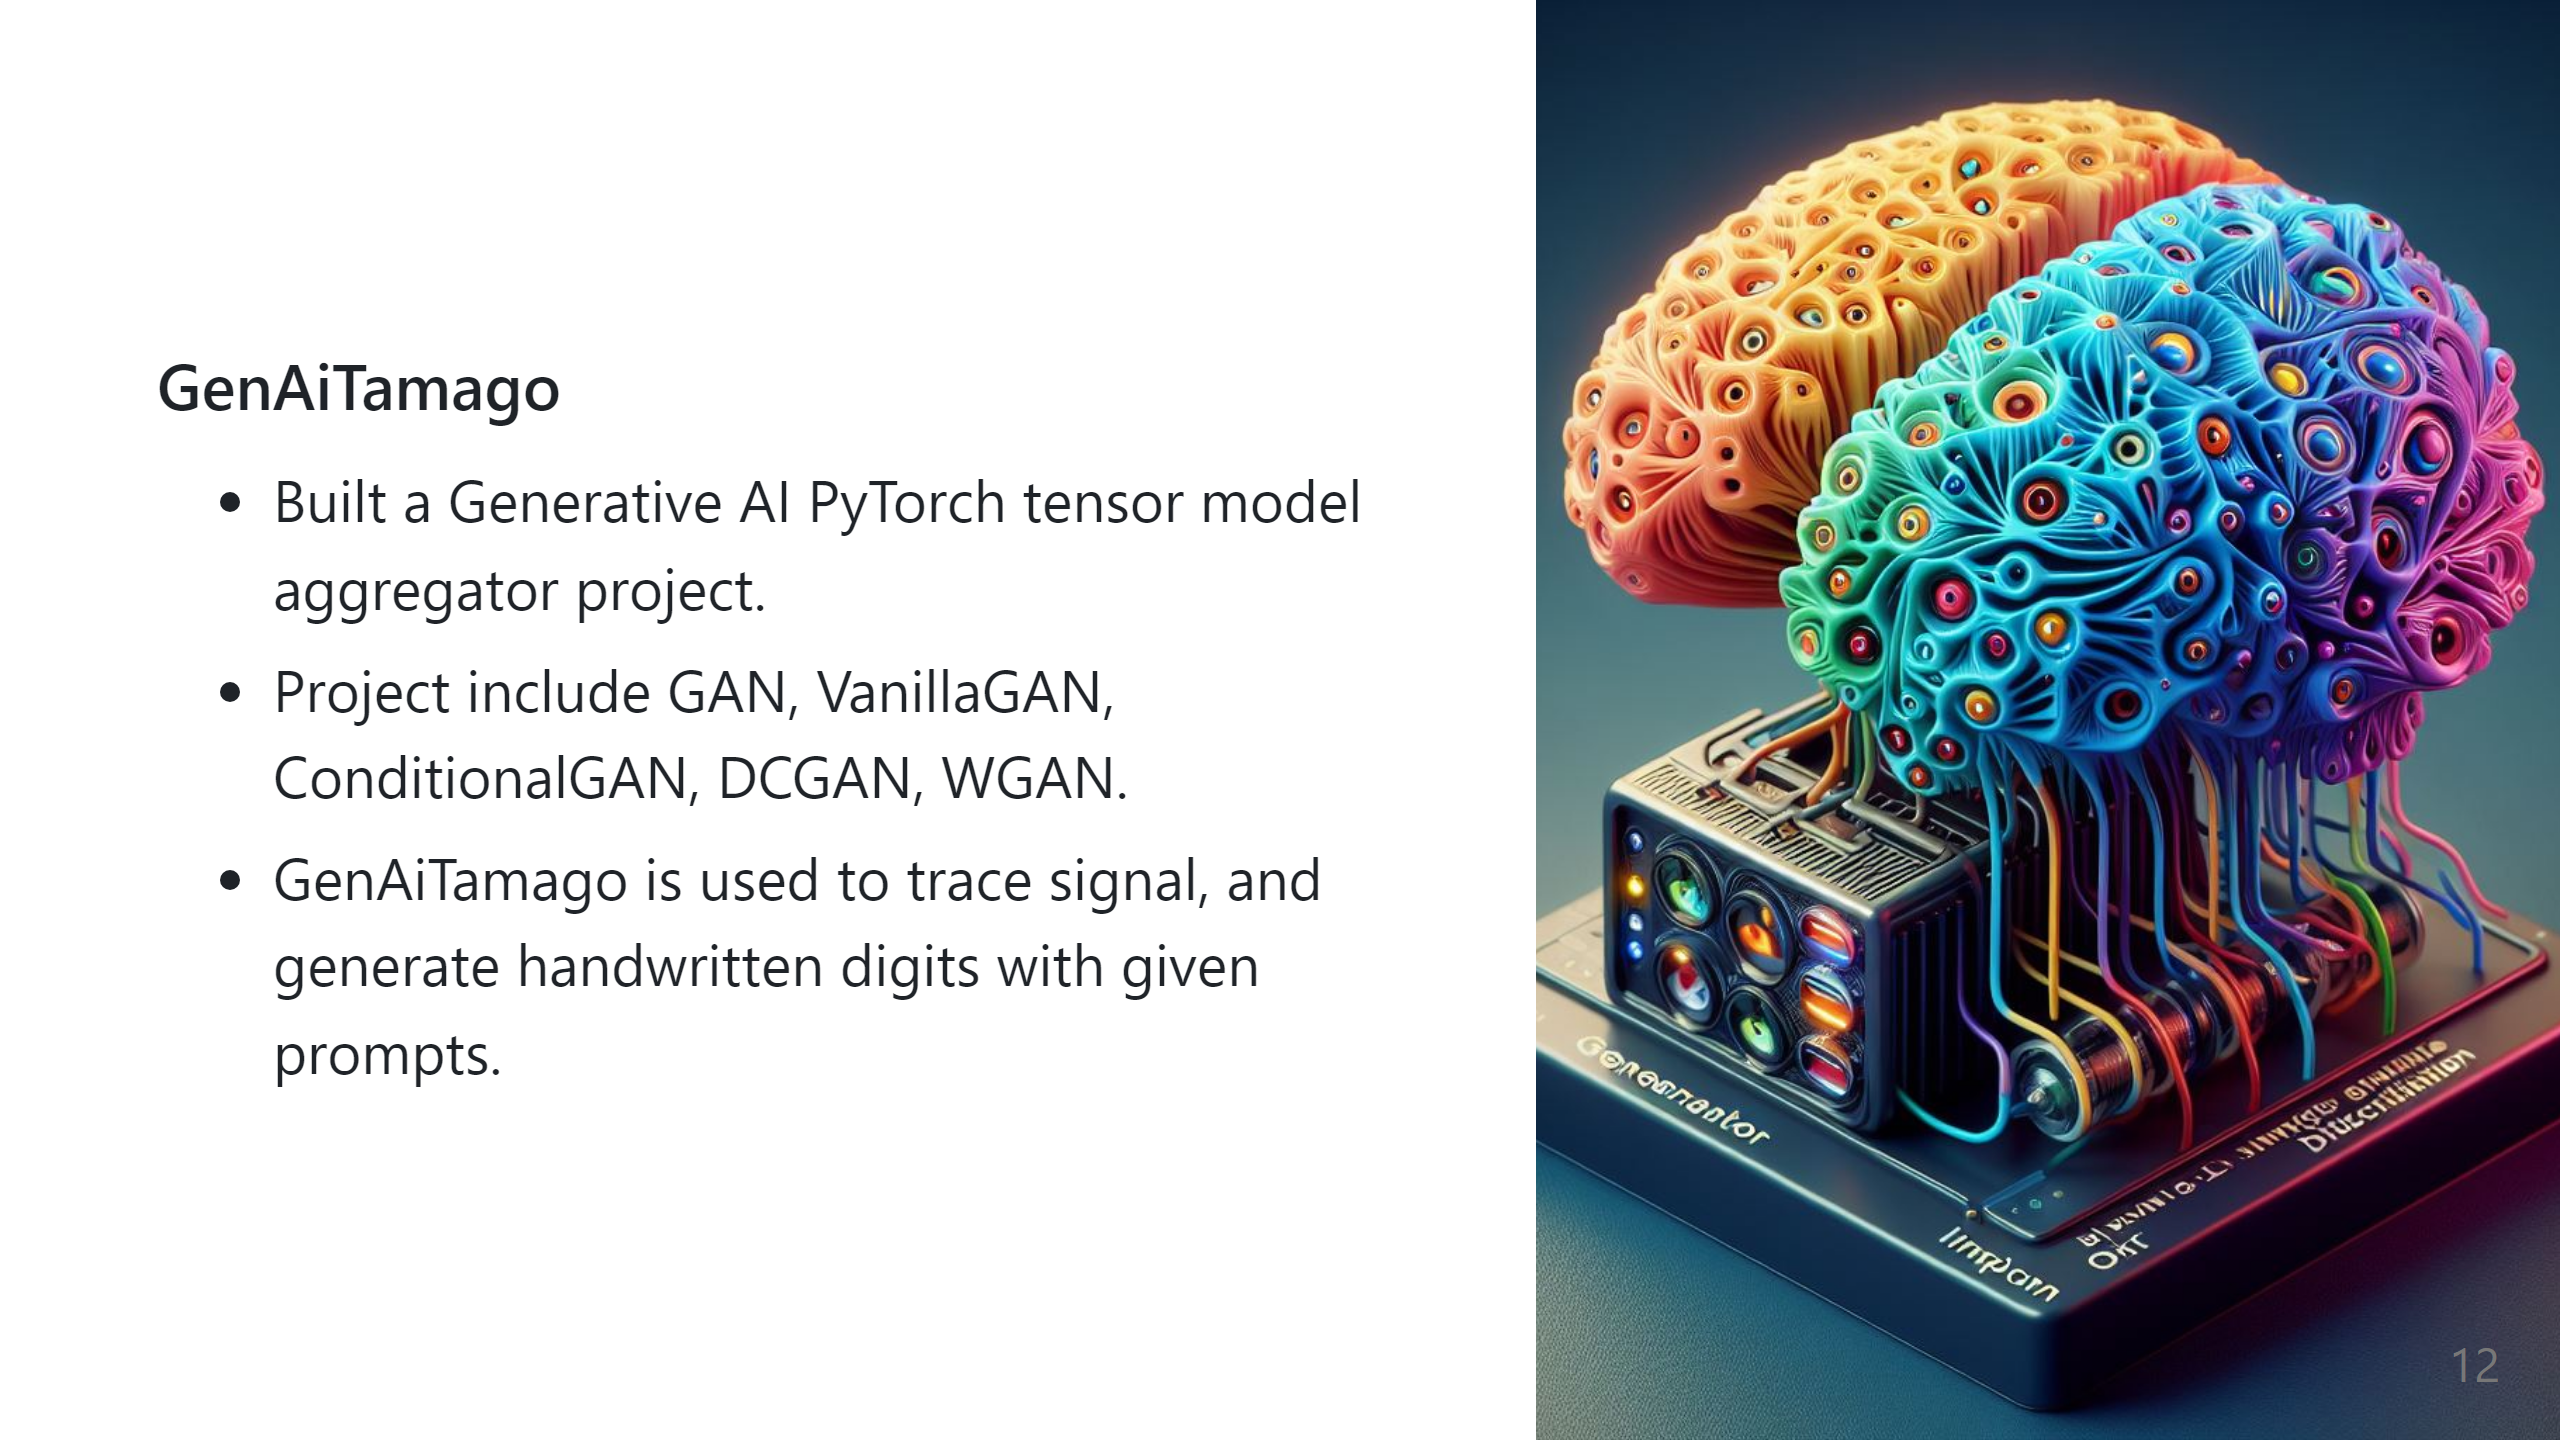 GenAiTamago
• Built a Generative AI PyTorch tensor model
aggregator project.
• Project include GAN, VanillaGAN,
ConditionalGAN, DCGAN, WGAN.
• GenAiTamago is used to trace signal, and
generate handwritten digits with given
prompts.
12